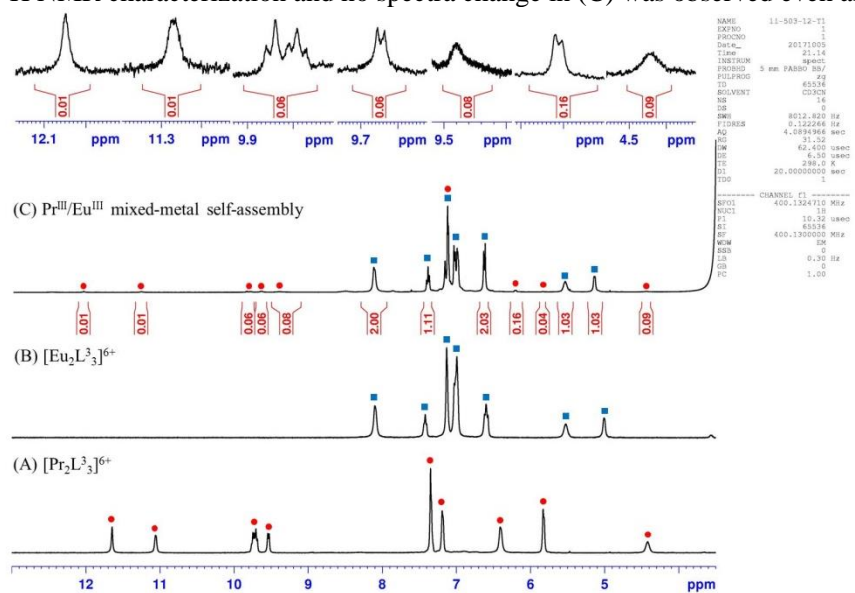 H NMR characterization and no spectra change in (C) was observed even af
NAME 11-503-12-T1
EXPNO 1
PROCNO 1
Date_ 20171005
Time 21.14
INSTRUM spect
PROBHD 5 mm PABBO BB/
PULPROG zg
TD 65536
SOLVENT CD3CN
NS 16
DS 0
SWH 8012.820 Hz
FIDRES 0.122266 Hz
AQ 4.0894966 sec
RG 31.52
DW 62.400 usec
DE 6.50 usec
TE 298.0 K
D1 20.00000000 sec
TD0 1
======== CHANNEL f1 ========
SFO1 400.1324710 MHz
NUC1 1H
P1 10.32 usec
SI 65536
SF 400.1300000 MHz
WDW EM
SSB 0
LB 0.30 Hz
GB 0
PC 1.00
0.01 0.01 0.06 0.06 0.08 0.16 0.09
12.1 ppm 11.3 ppm 9.9 ppm 9.7 ppm 9.5 ppm ppm 4.5 ppm
(C) Pr^III/Eu^III mixed-metal self-assembly
0.01 0.01 0.06 0.06 0.08 2.00 1.11 2.03 0.16 0.04 1.03 1.03 0.09
(B) [Eu₂L³₃]⁶⁺
(A) [Pr₂L³₃]⁶⁺
12 11 10 9 8 7 6 5 ppm